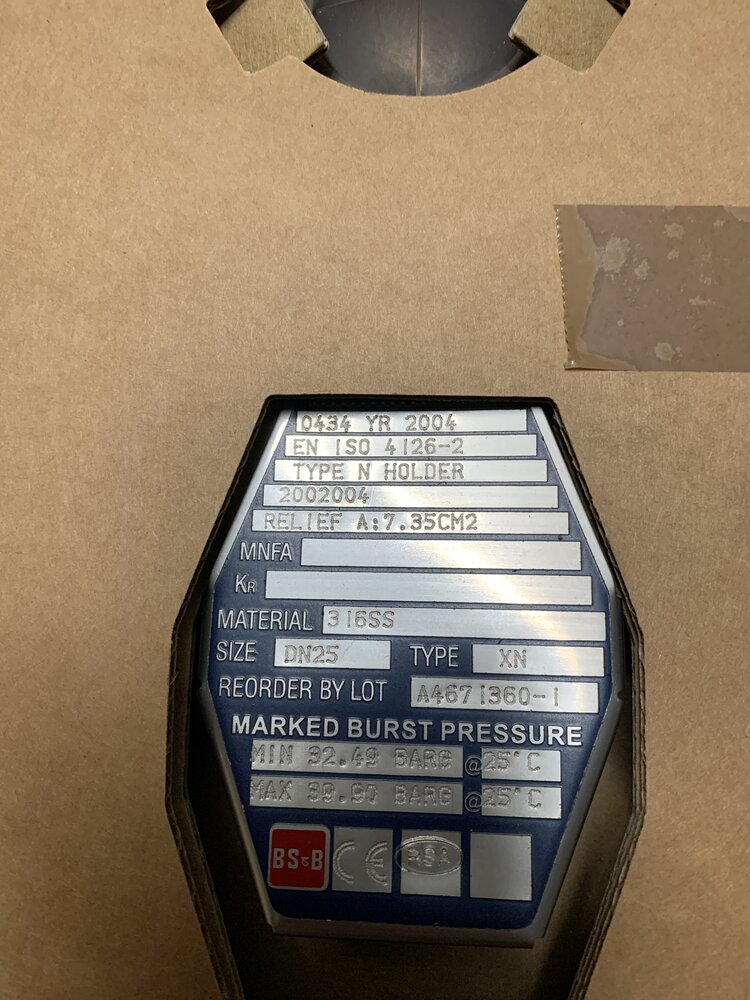 0434 YR 2004
EN ISO 4126-2
TYPE N HOLDER
2002004
RELIEF A:7.35CM2
MNFA
KR
MATERIAL 316SS
SIZE DN25 TYPE XN
REORDER BY LOT A4671360-1
MARKED BURST PRESSURE
MIN 32.49 BARG @25°C
MAX 39.90 BARG @25°C
BS&B CE RSA